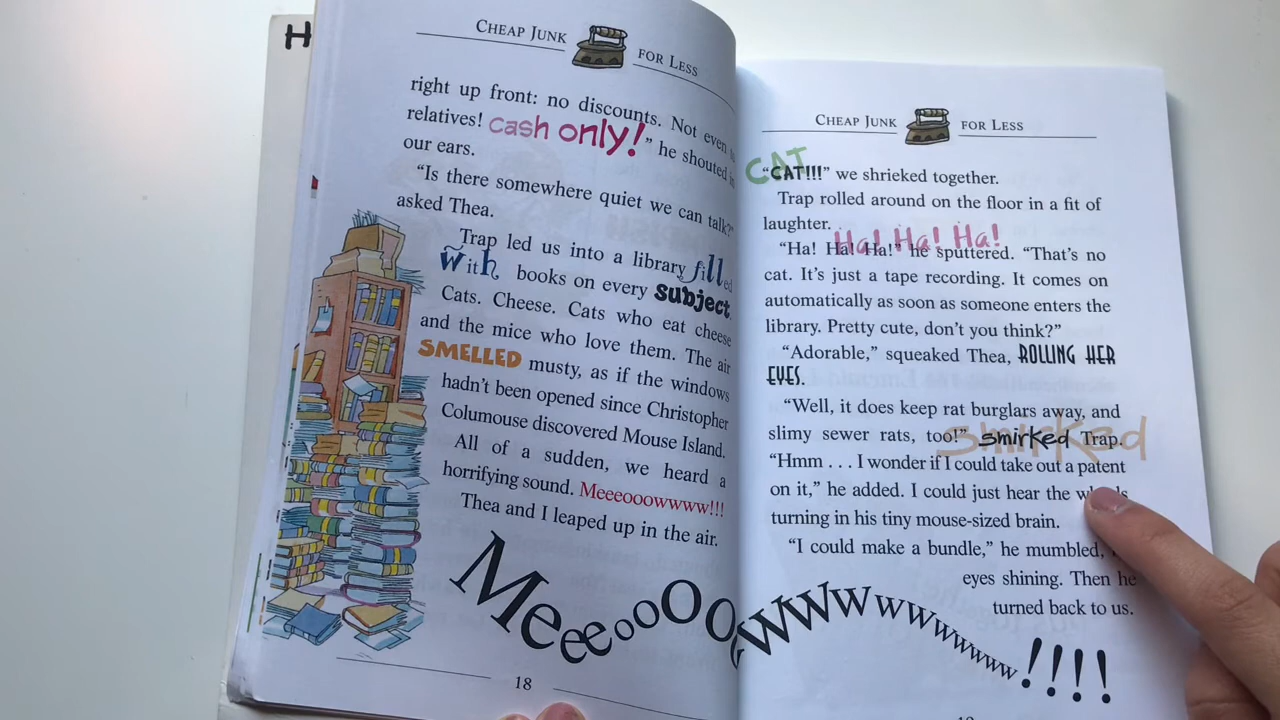 H
CHEAP JUNK FOR LESS
right up front: no discounts. Not even
relatives! cash only!” he shouted in
our ears.
“Is there somewhere quiet we can talk?”
asked Thea.
Trap led us into a library filled
with books on every subject.
Cats. Cheese. Cats who eat cheese
and the mice who love them. The air
SMELLED musty, as if the windows
hadn’t been opened since Christopher
Columouse discovered Mouse Island.
All of a sudden, we heard a
horrifying sound. Meeeooowwww!!!
Thea and I leaped up in the air.
18
CHEAP JUNK FOR LESS
CAT
“CAT!!!” we shrieked together.
Trap rolled around on the floor in a fit of
laughter.
Ha! Ha! Ha!
“Ha! Ha! Ha!” he sputtered. “That’s no
cat. It’s just a tape recording. It comes on
automatically as soon as someone enters the
library. Pretty cute, don’t you think?”
“Adorable,” squeaked Thea, ROLLING HER
EYES.
“Well, it does keep rat burglars away, and
smirked
slimy sewer rats, too!” smirked Trap.
“Hmm . . . I wonder if I could take out a patent
on it,” he added. I could just hear the
turning in his tiny mouse-sized brain.
“I could make a bundle,” he mumbled,
eyes shining. Then he
turned back to us.
MeeeeoooOOOwwwwwwwwwwwwww!!!!